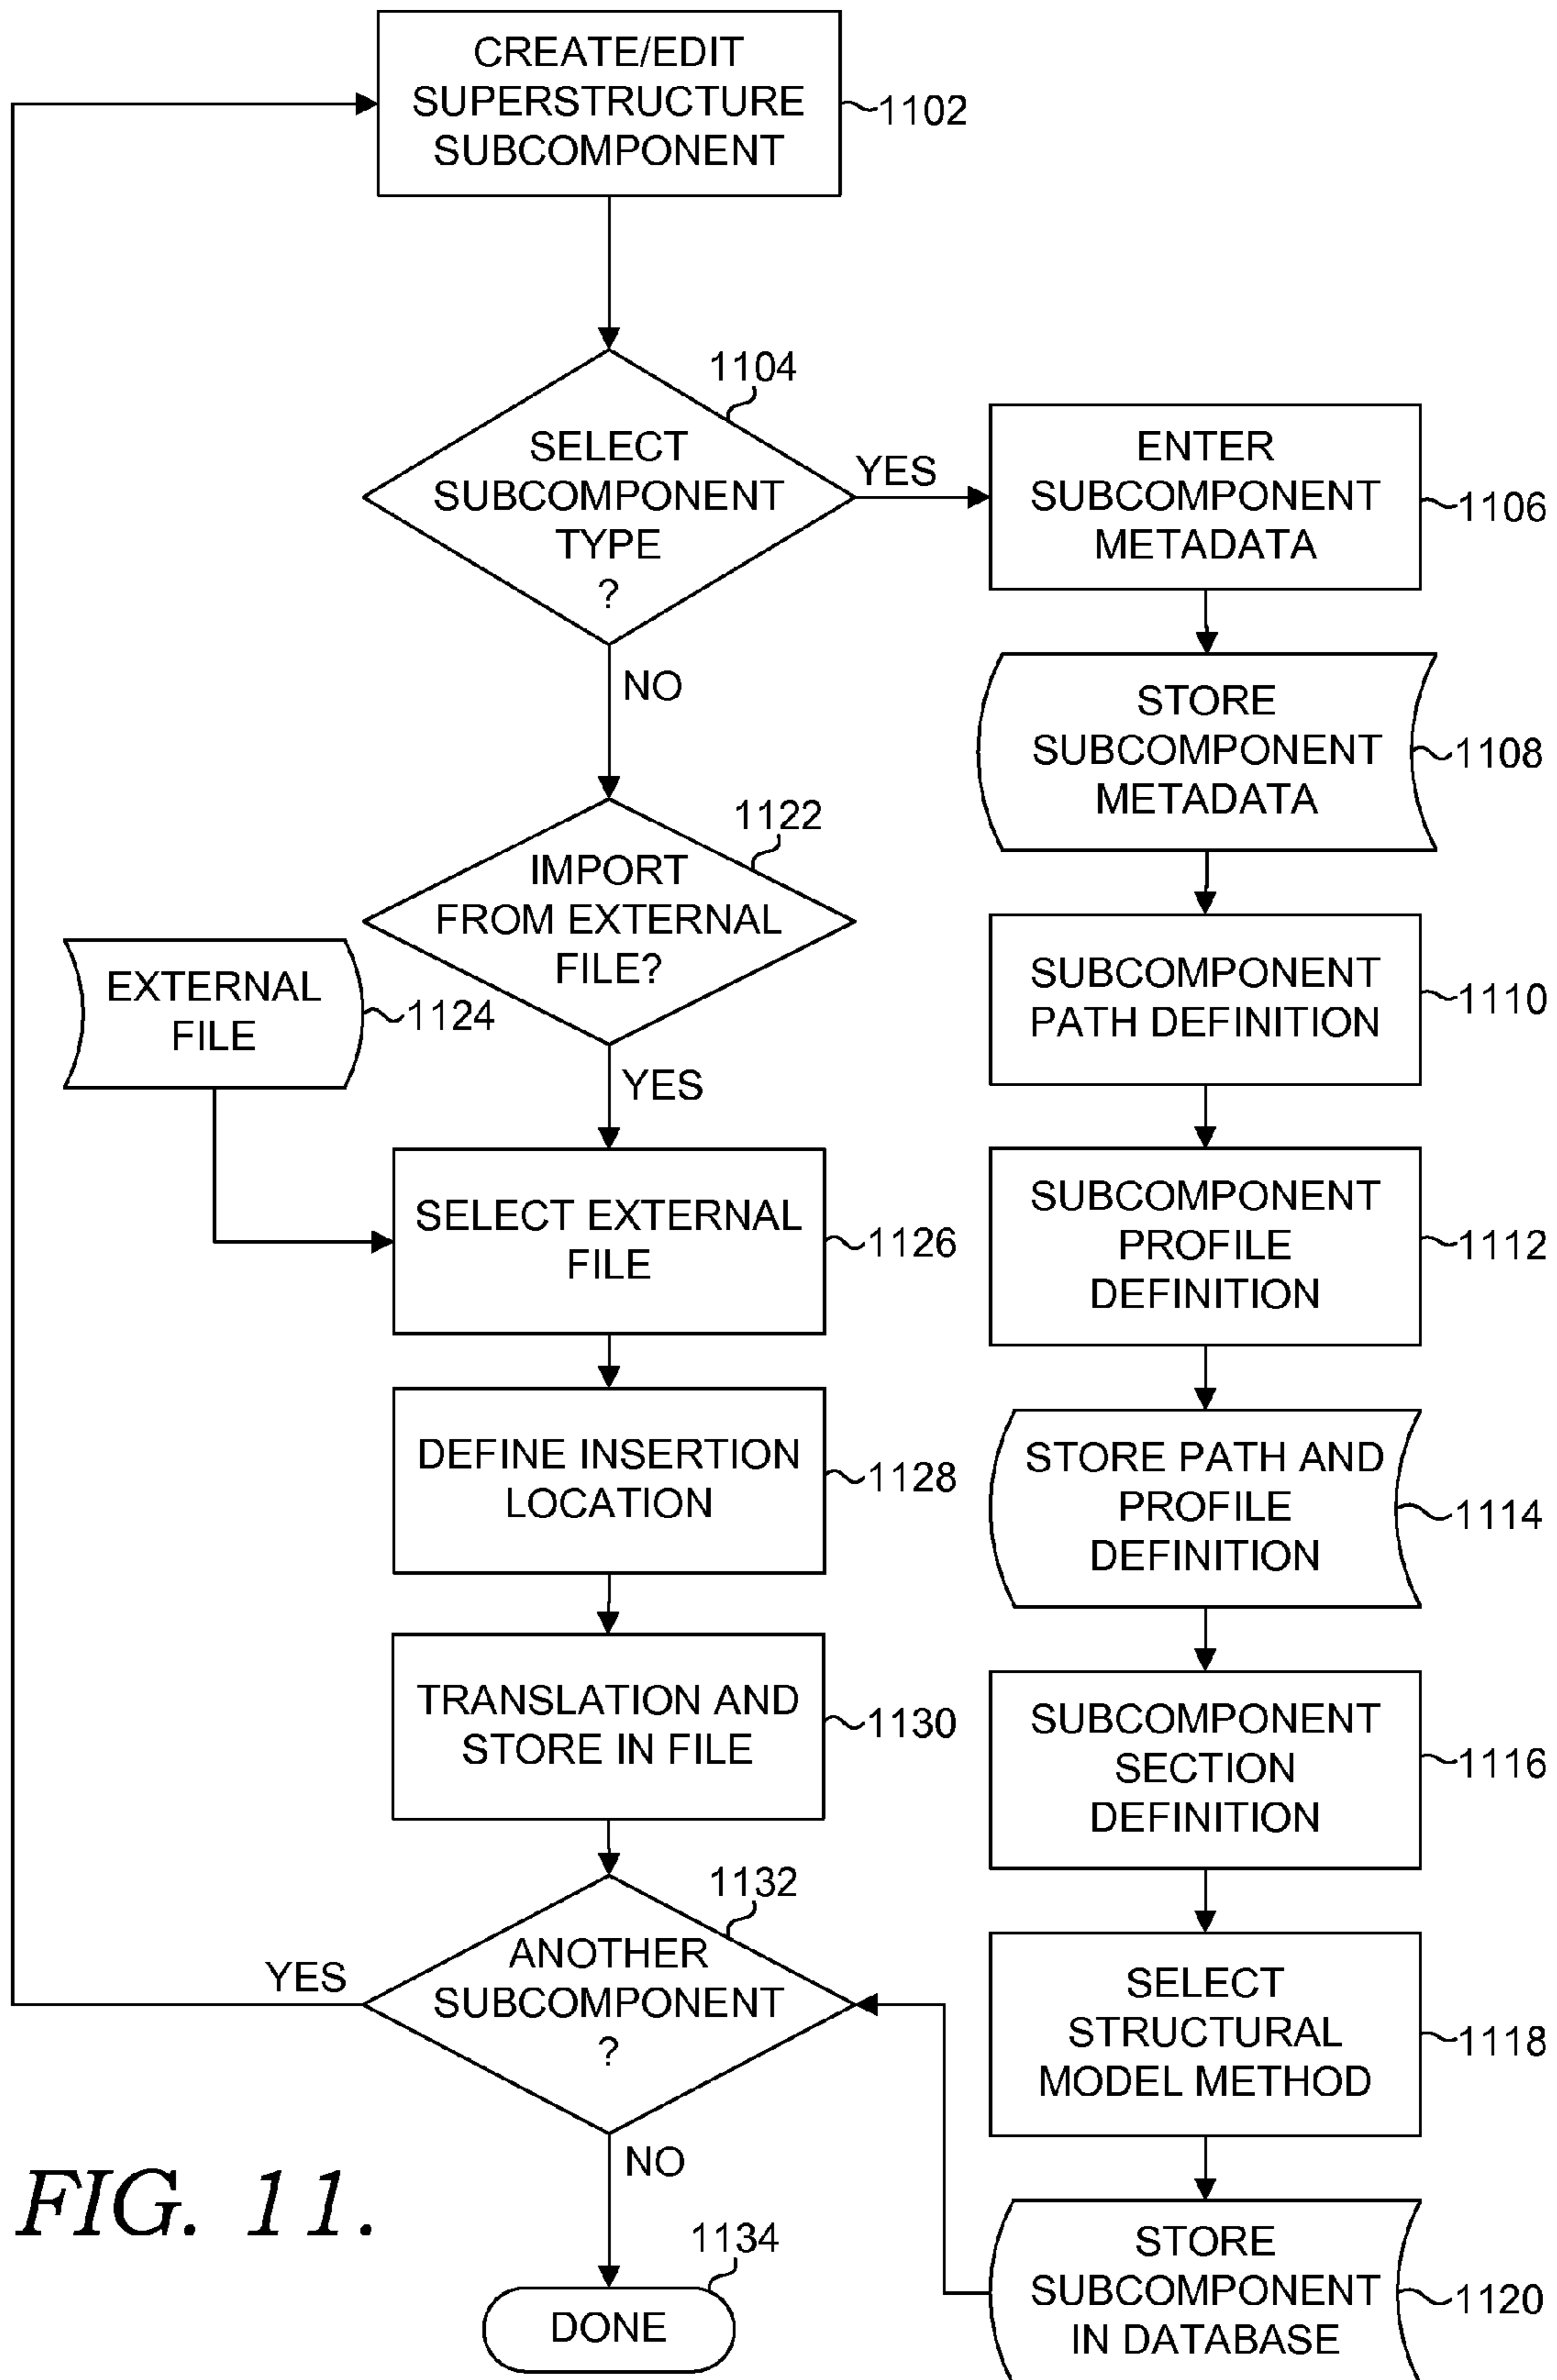 CREATE/EDIT
SUPERSTRUCTURE
SUBCOMPONENT
1102
1104
SELECT
SUBCOMPONENT
TYPE
?
YES
NO
ENTER
SUBCOMPONENT
METADATA
1106
STORE
SUBCOMPONENT
METADATA
1108
SUBCOMPONENT
PATH DEFINITION
1110
SUBCOMPONENT
PROFILE
DEFINITION
1112
STORE PATH AND
PROFILE
DEFINITION
1114
SUBCOMPONENT
SECTION
DEFINITION
1116
SELECT
STRUCTURAL
MODEL METHOD
1118
STORE
SUBCOMPONENT
IN DATABASE
1120
1122
IMPORT
FROM EXTERNAL
FILE?
YES
EXTERNAL
FILE
1124
SELECT EXTERNAL
FILE
1126
DEFINE INSERTION
LOCATION
1128
TRANSLATION AND
STORE IN FILE
1130
1132
ANOTHER
SUBCOMPONENT
?
YES
NO
1134
DONE
FIG. 11.